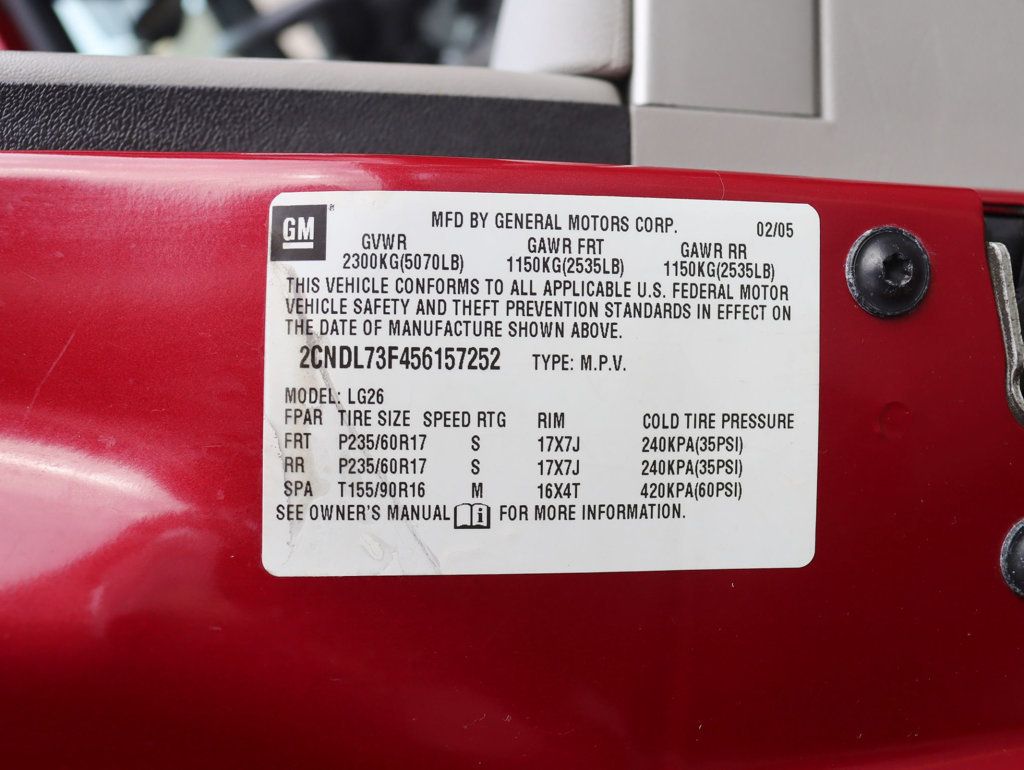 GM
MFD BY GENERAL MOTORS CORP. 02/05
GVWR GAWR FRT GAWR RR
2300KG(5070LB) 1150KG(2535LB) 1150KG(2535LB)
THIS VEHICLE CONFORMS TO ALL APPLICABLE U.S. FEDERAL MOTOR
VEHICLE SAFETY AND THEFT PREVENTION STANDARDS IN EFFECT ON
THE DATE OF MANUFACTURE SHOWN ABOVE.
2CNDL73F456157252 TYPE: M.P.V.
MODEL: LG26
FPAR TIRE SIZE SPEED RTG RIM COLD TIRE PRESSURE
FRT P235/60R17 S 17X7J 240KPA(35PSI)
RR P235/60R17 S 17X7J 240KPA(35PSI)
SPA T155/90R16 M 16X4T 420KPA(60PSI)
SEE OWNER'S MANUAL i FOR MORE INFORMATION.